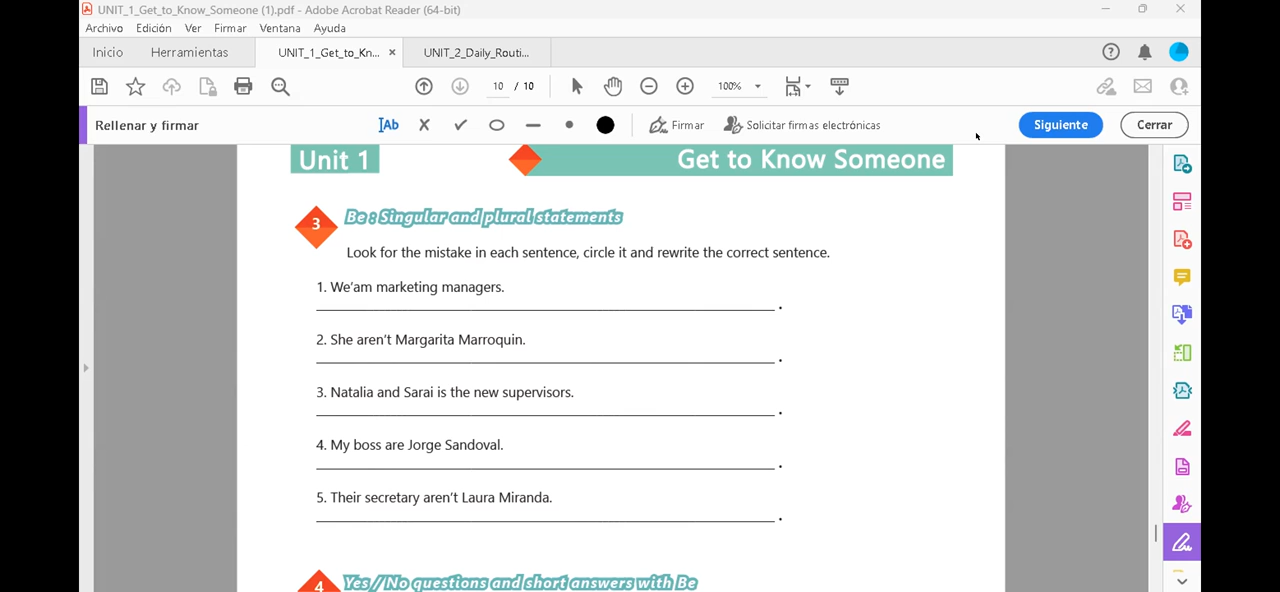 UNIT_1_Get_to_Know_Someone (1).pdf - Adobe Acrobat Reader (64-bit)
Archivo Edición Ver Firmar Ventana Ayuda
Inicio Herramientas UNIT_1_Get_to_Kn... × UNIT_2_Daily_Routi...
10 / 10 100%
Rellenar y firmar Ab Firmar Solicitar firmas electrónicas Siguiente Cerrar
Unit 1 Get to Know Someone
3 Be : Singular and plural statements
Look for the mistake in each sentence, circle it and rewrite the correct sentence.
1. We'am marketing managers.
.
2. She aren't Margarita Marroquin.
.
3. Natalia and Sarai is the new supervisors.
.
4. My boss are Jorge Sandoval.
.
5. Their secretary aren't Laura Miranda.
.
4 Yes / No questions and short answers with Be